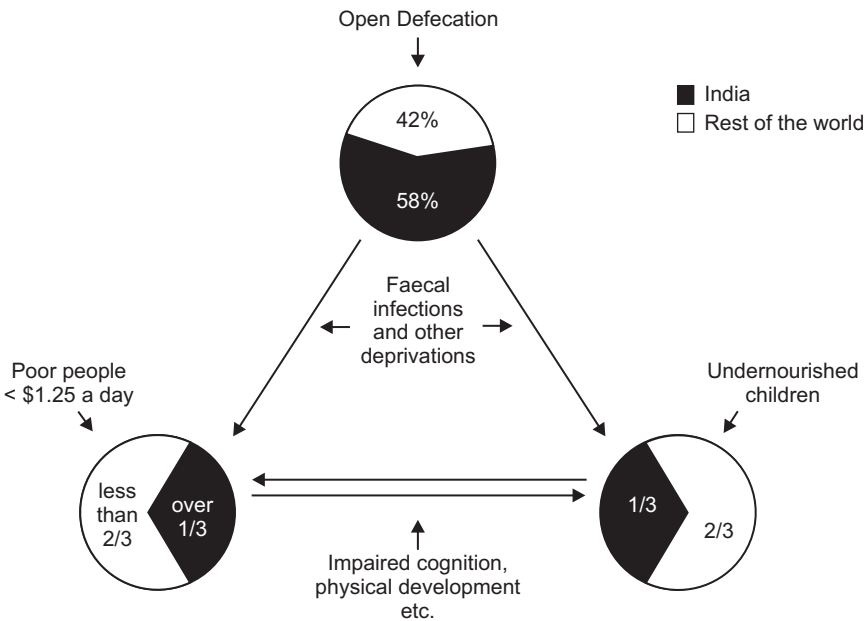 Open Defecation
India
Rest of the world
42%
58%
Faecal
infections
and other
deprivations
Poor people
< $1.25 a day
Undernourished
children
less
than
2/3
over
1/3
1/3
2/3
Impaired cognition,
physical development
etc.